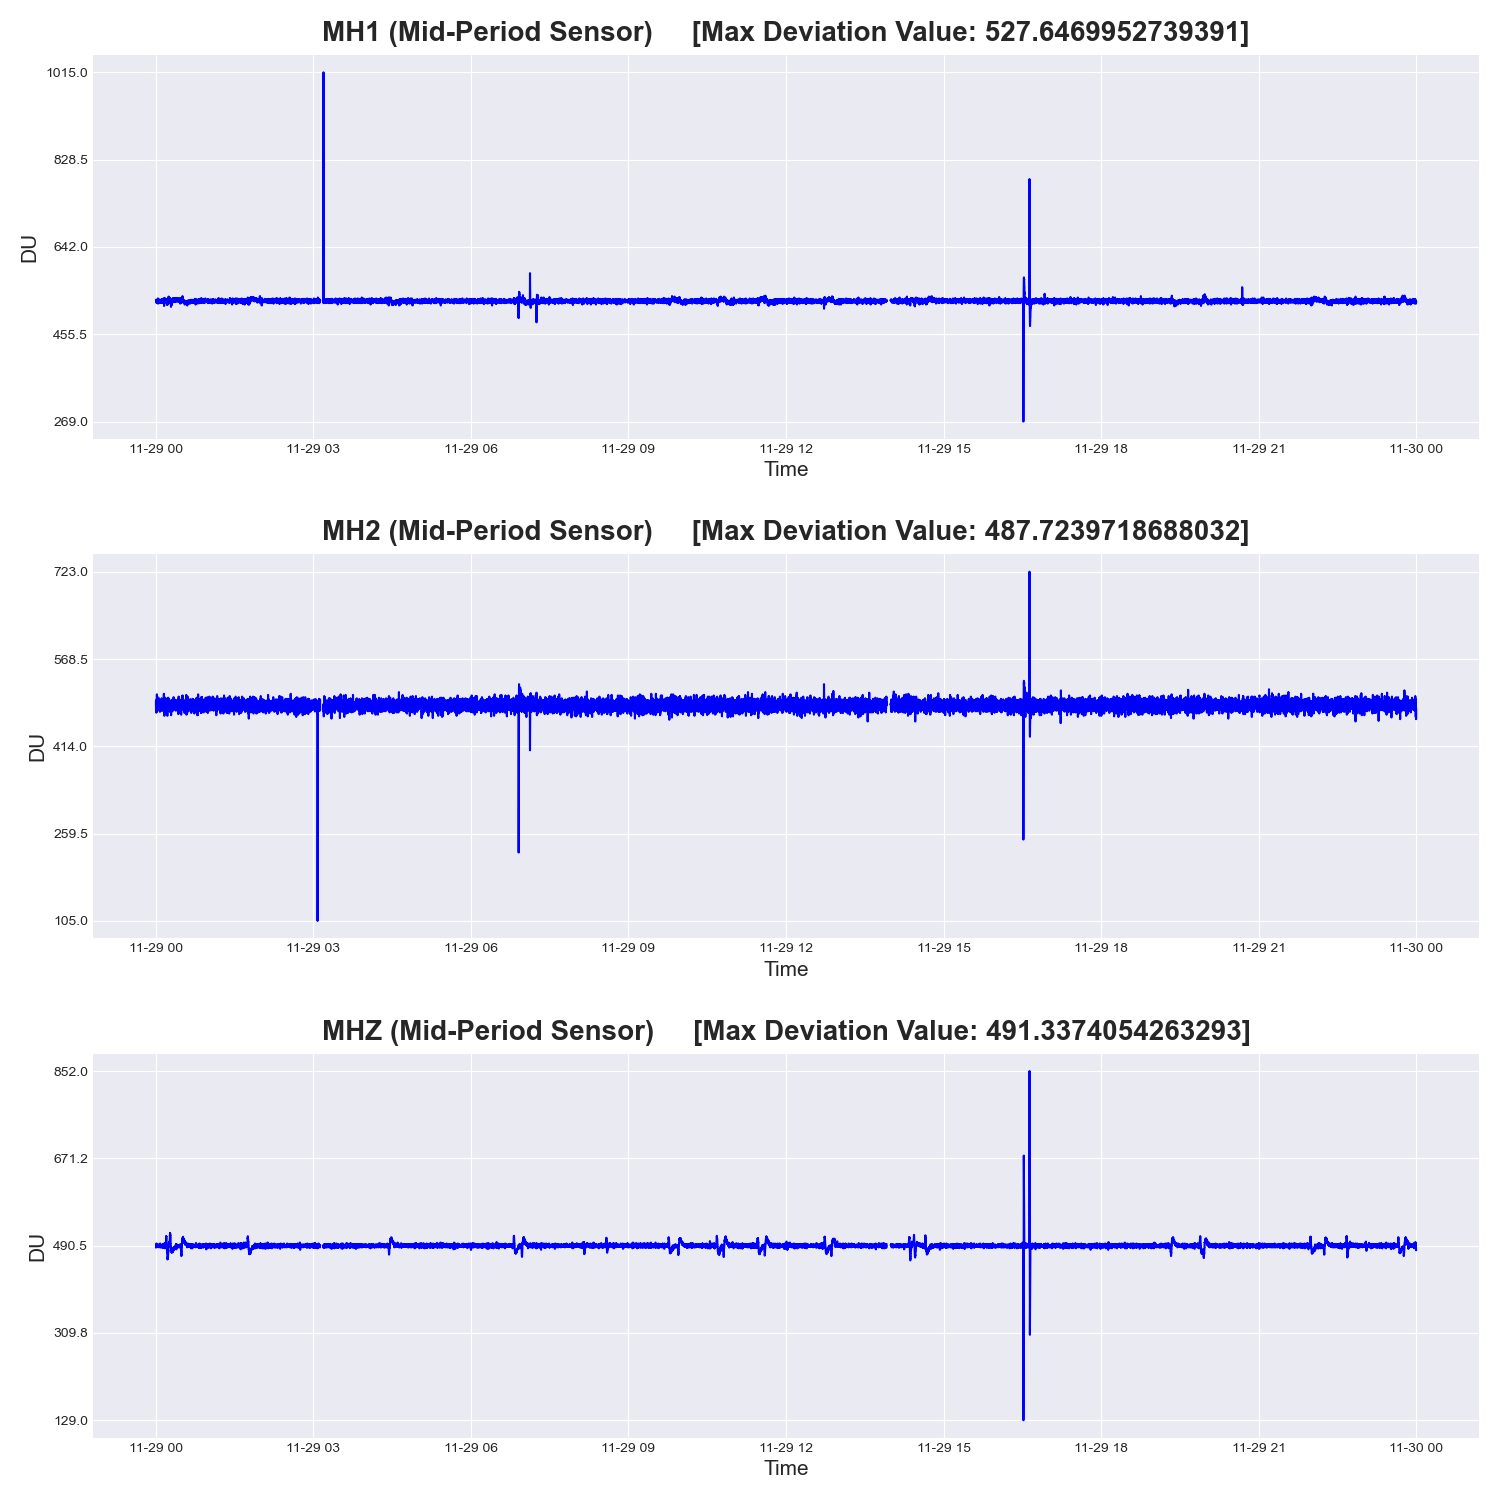 MH1 (Mid-Period Sensor) [Max Deviation Value: 527.6469952739391]
1015.0
828.5
642.0
455.5
269.0
DU
11-29 00 11-29 03 11-29 06 11-29 09 11-29 12 11-29 15 11-29 18 11-29 21 11-30 00
Time
MH2 (Mid-Period Sensor) [Max Deviation Value: 487.7239718688032]
723.0
568.5
414.0
259.5
105.0
DU
11-29 00 11-29 03 11-29 06 11-29 09 11-29 12 11-29 15 11-29 18 11-29 21 11-30 00
Time
MHZ (Mid-Period Sensor) [Max Deviation Value: 491.3374054263293]
852.0
671.2
490.5
309.8
129.0
DU
11-29 00 11-29 03 11-29 06 11-29 09 11-29 12 11-29 15 11-29 18 11-29 21 11-30 00
Time